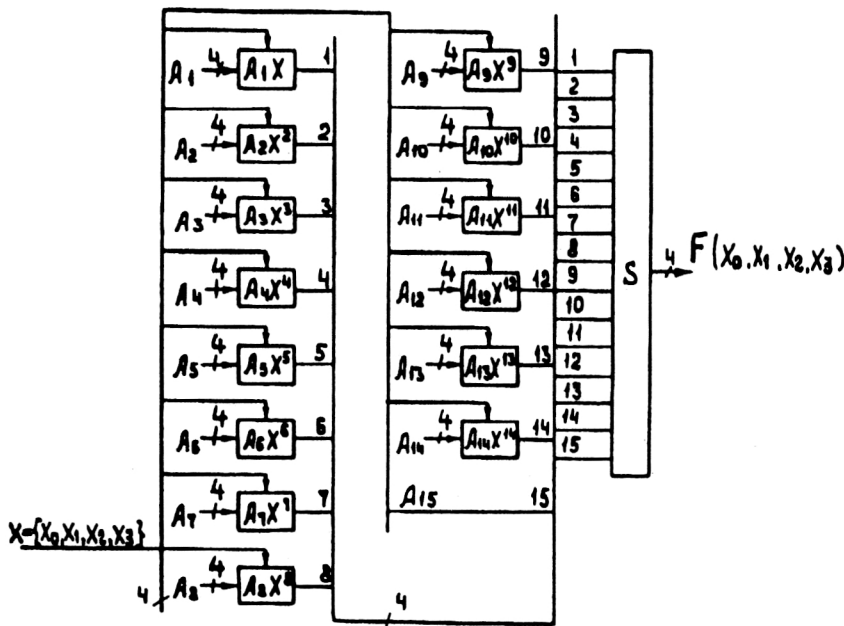 A1 4 A1X 1
A2 4 A2X² 2
A3 4 A3X³ 3
A4 4 A4X⁴ 4
A5 4 A5X⁵ 5
A6 4 A6X⁶ 6
A7 4 A7X⁷ 7
X={X0,X1,X2,X3}
A8 4 A8X⁸ 8
4
A9 4 A9X⁹ 9
A10 4 A10X¹⁰ 10
A11 4 A11X¹¹ 11
A12 4 A12X¹² 12
A13 4 A13X¹³ 13
A14 4 A14X¹⁴ 14
A15 15
4
1
2
3
4
5
6
7
8
9
10
11
12
13
14
15
S
4 F(X0,X1,X2,X3)